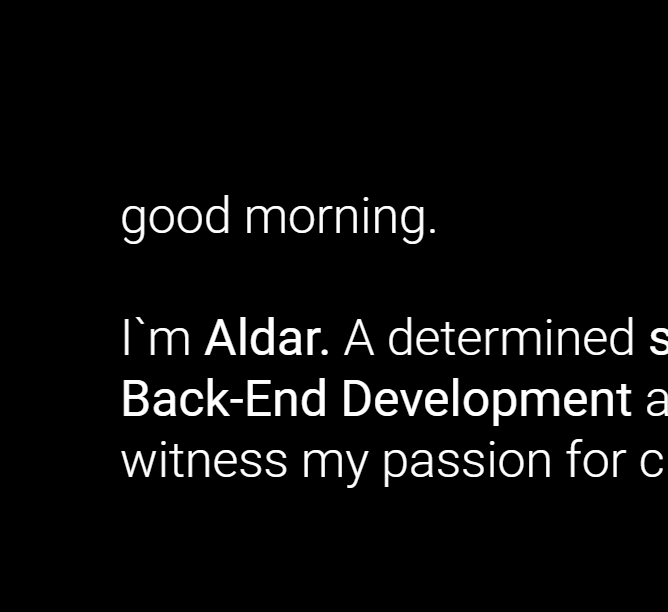 good morning.
I`m Aldar. A determined
Back-End Development
witness my passion for